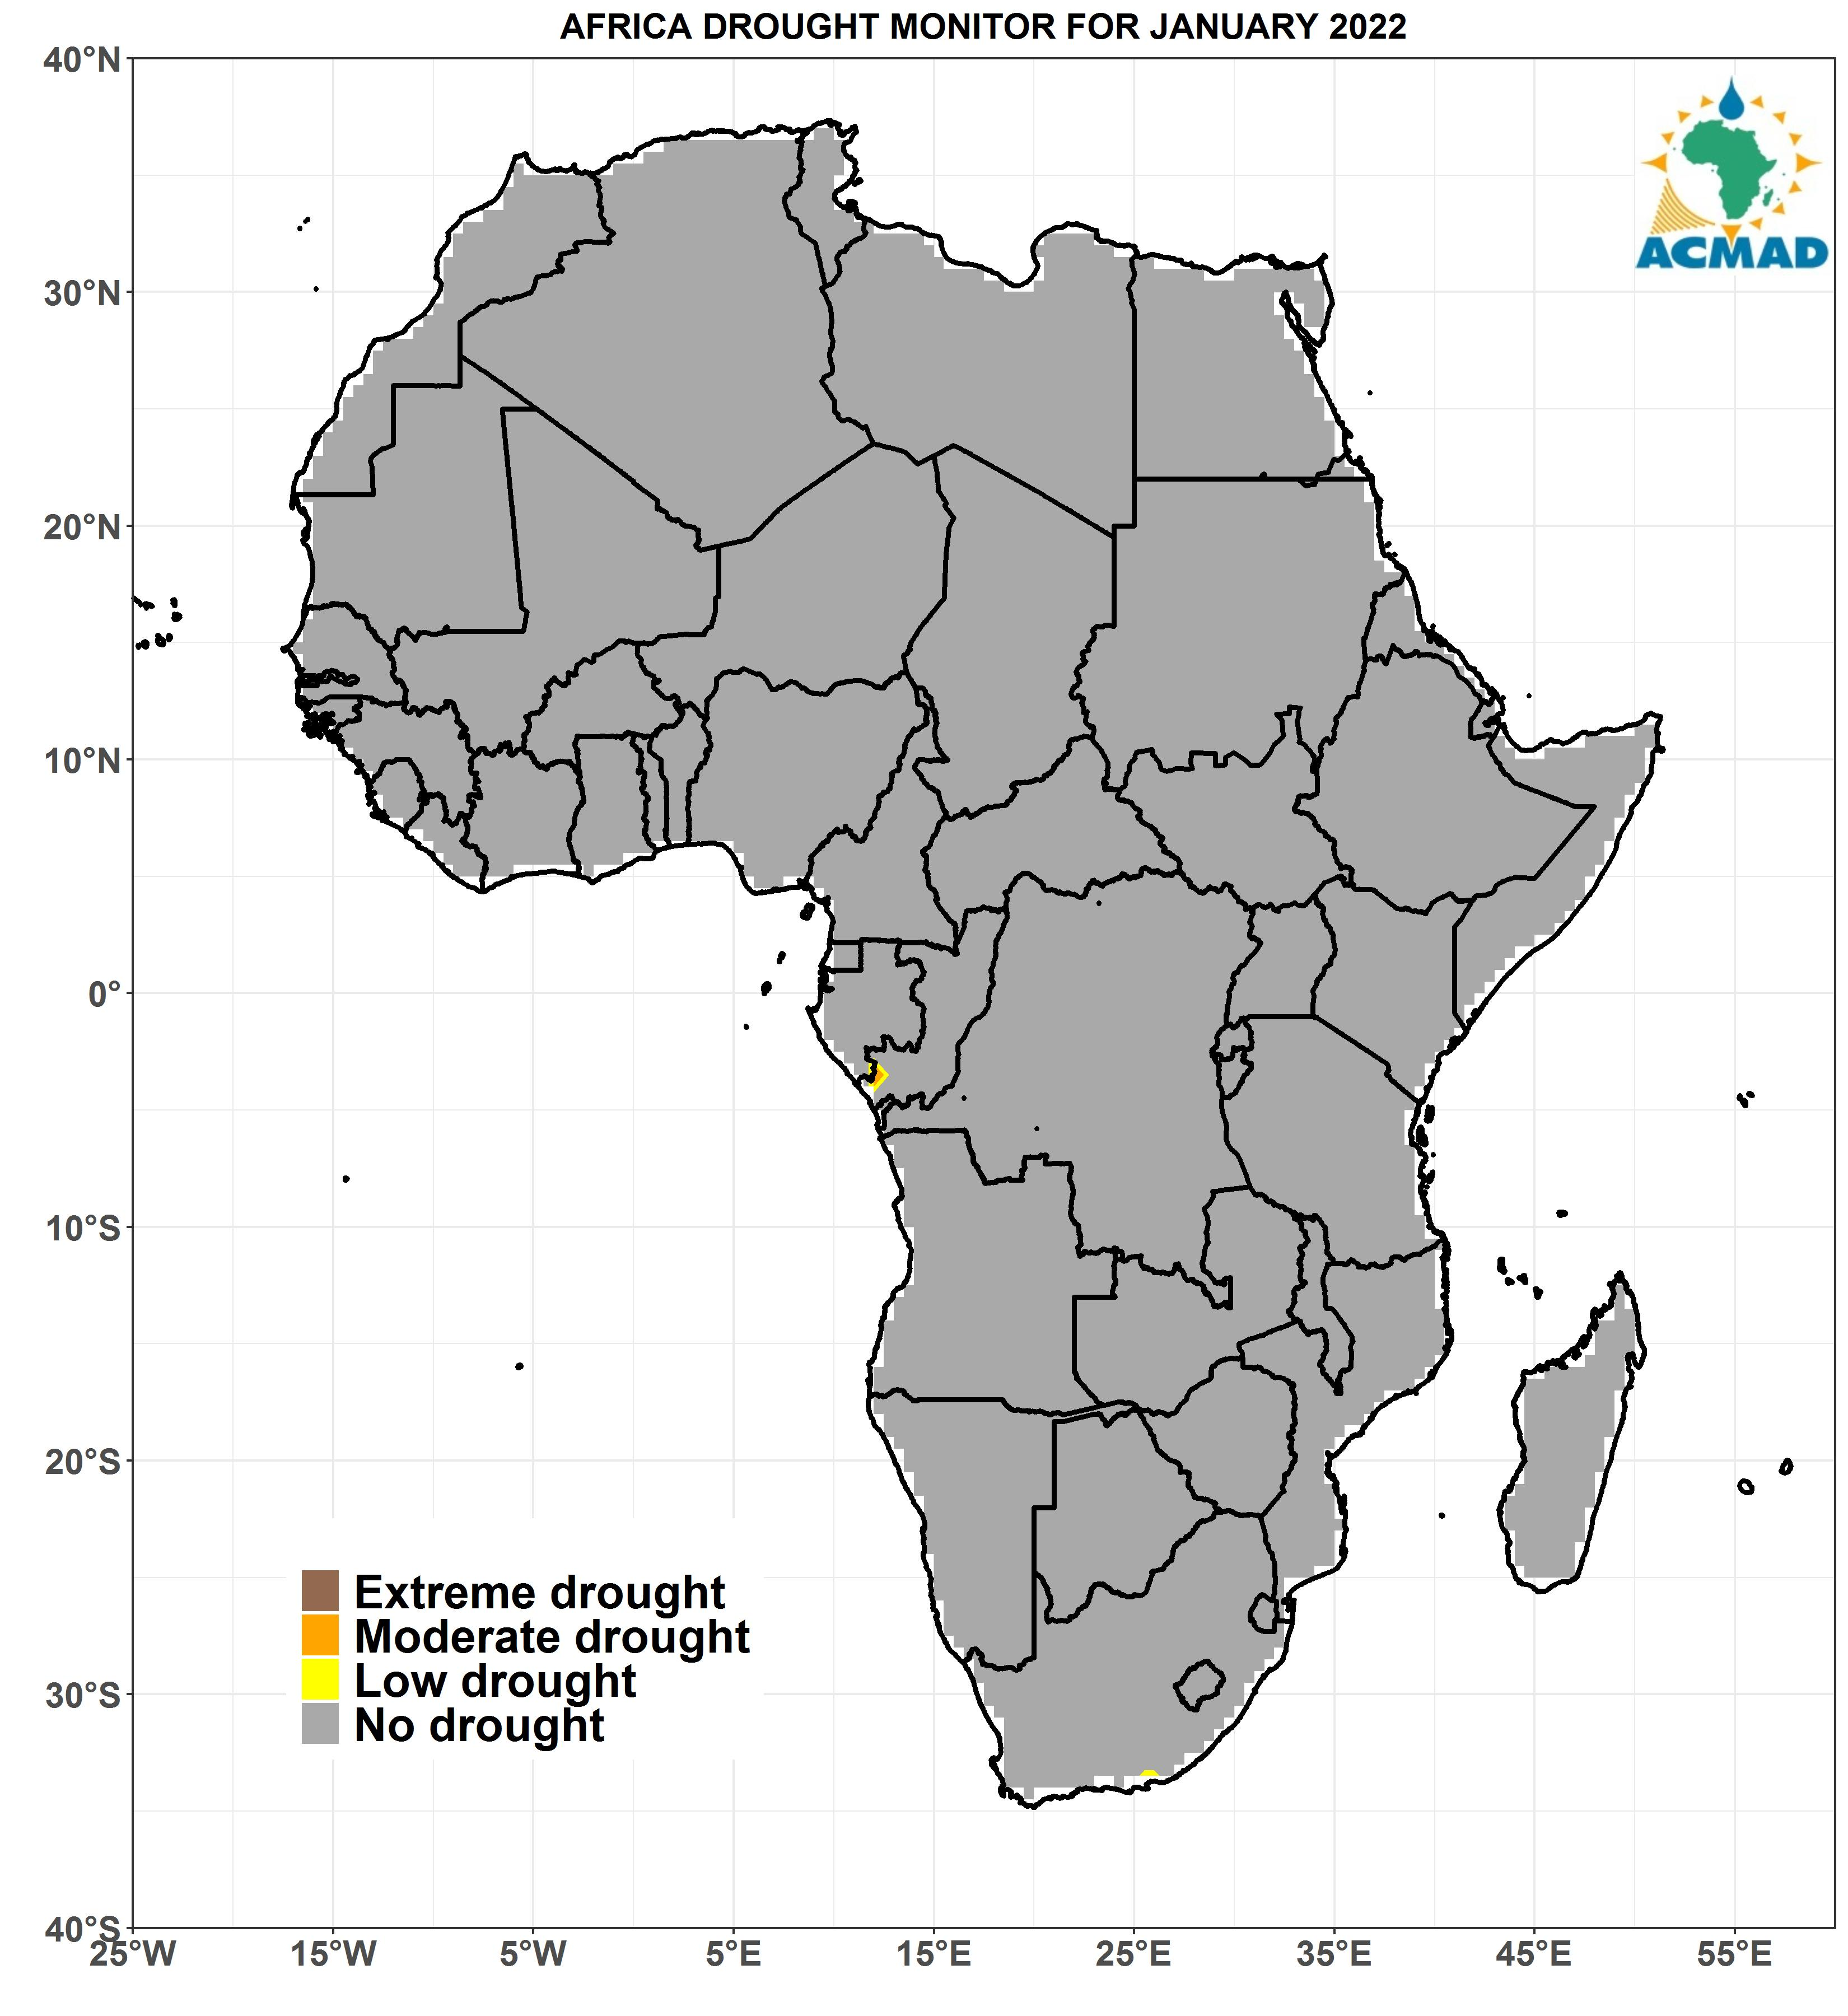 AFRICA DROUGHT MONITOR FOR JANUARY 2022
40°N
ACMAD
30°N
20°N
10°N
0°
10°S
20°S
Extreme drought
Moderate drought
Low drought
30°S
No drought
40°S
25°W 15°W 5°W 5°E 15°E 25°E 35°E 45°E 55°E